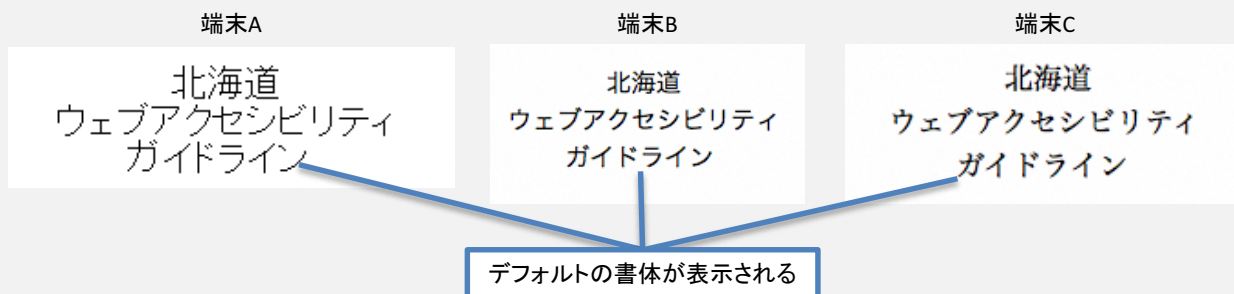 端末A
北海道
ウェブアクセシビリティ
ガイドライン
端末B
北海道
ウェブアクセシビリティ
ガイドライン
端末C
北海道
ウェブアクセシビリティ
ガイドライン
デフォルトの書体が表示される